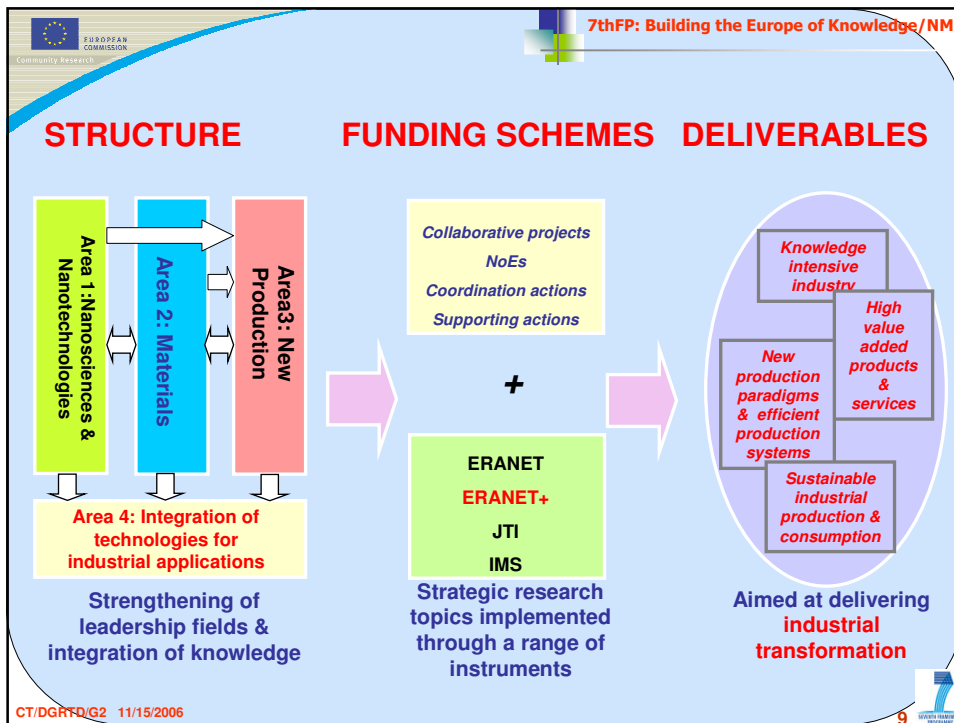 EUROPEAN
COMMISSION
Community Research
7thFP: Building the Europe of Knowledge/NM
STRUCTURE
FUNDING SCHEMES
DELIVERABLES
Area 1:Nanosciences &
Nanotechnologies
Area 2: Materials
Area3: New
Production
Area 4: Integration of
technologies for
industrial applications
Strengthening of
leadership fields &
integration of knowledge
Collaborative projects
NoEs
Coordination actions
Supporting actions
+
ERANET
ERANET+
JTI
IMS
Strategic research
topics implemented
through a range of
instruments
Knowledge
intensive
industry
High
value
added
products
&
services
New
production
paradigms
& efficient
production
systems
Sustainable
industrial
production &
consumption
Aimed at delivering
industrial
transformation
CT/DGRTD/G2 11/15/2006
9
SEVENTH FRAMEWORK
PROGRAMME